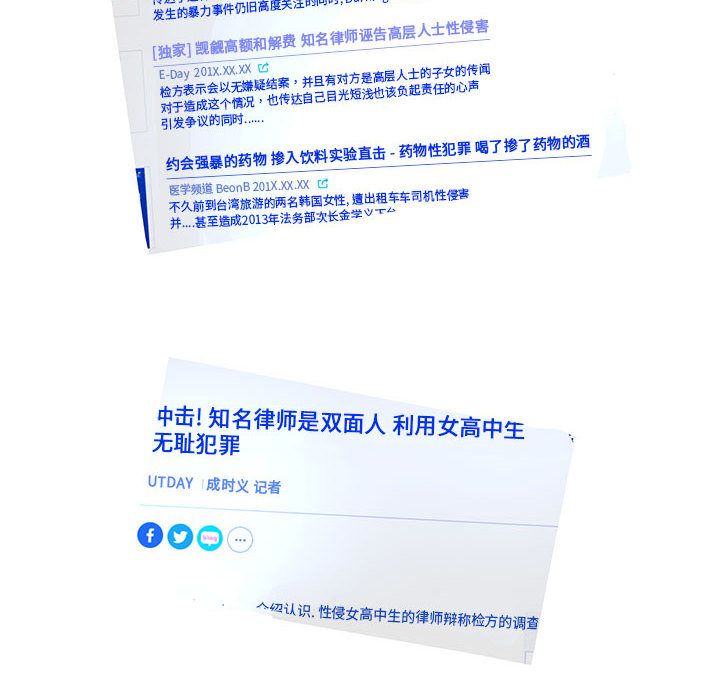 发生的暴力事件仍旧高度关注的同时,
[独家] 觊觎高额和解费 知名律师诬告高层人士性侵害
E-Day 201X.XX.XX
检方表示会以无嫌疑结案，并且有对方是高层人士的子女的传闻
对于造成这个情况，也传达自己目光短浅也该负起责任的心声
引发争议的同时......
约会强暴的药物 掺入饮料实验直击 - 药物性犯罪 喝了掺了药物的酒
医学频道 BeonB 201X.XX.XX
不久前到台湾旅游的两名韩国女性, 遭出租车车司机性侵害
并....甚至造成2013年法务部次长金学义下台
冲击! 知名律师是双面人 利用女高中生
无耻犯罪
UTDAY | 成时义 记者
介绍认识. 性侵女高中生的律师辩称检方的调查